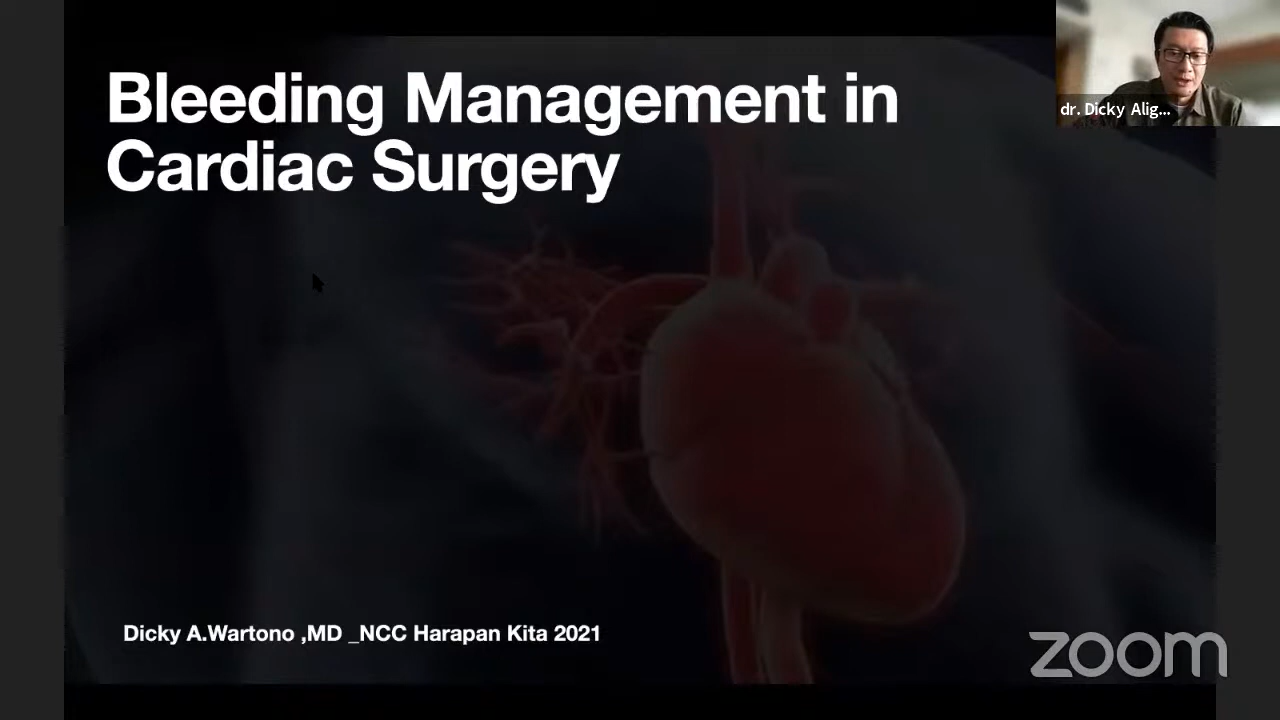 Bleeding Management in
Cardiac Surgery
dr. Dicky Alig...
Dicky A.Wartono ,MD _NCC Harapan Kita 2021
zoom